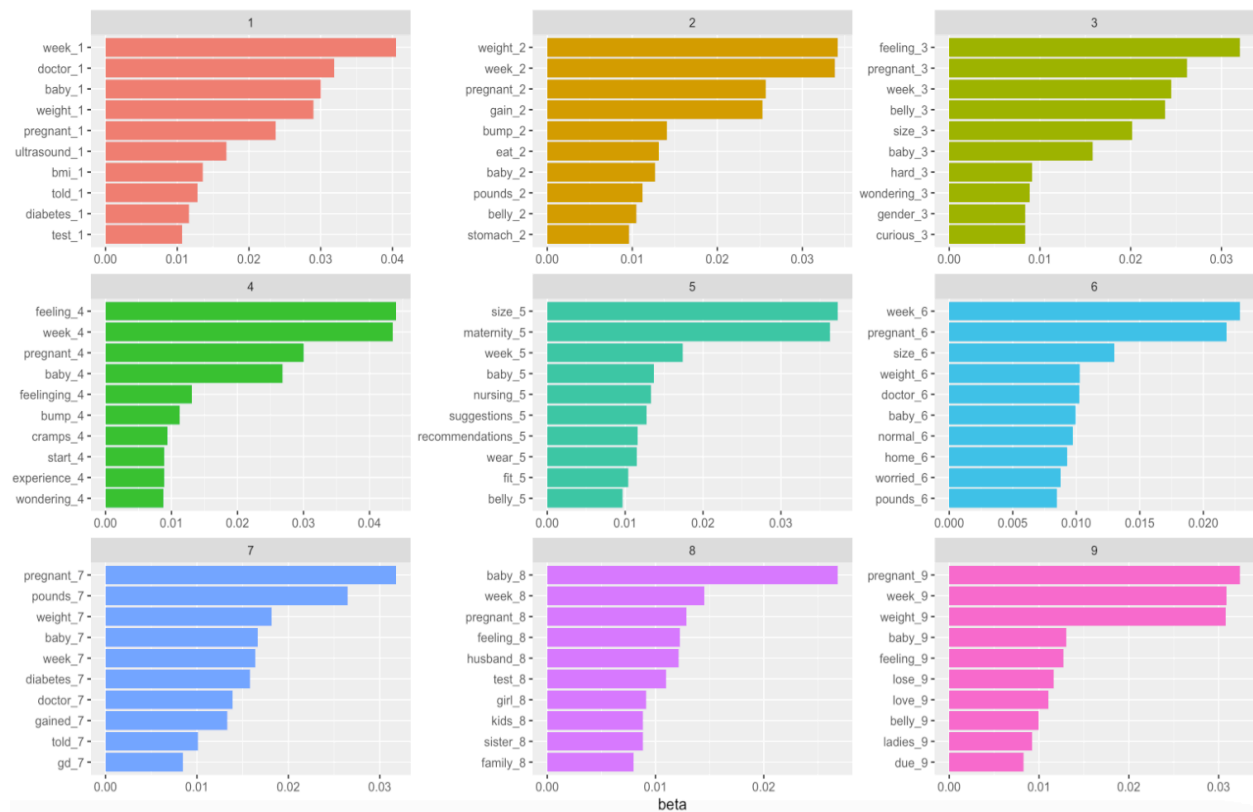 1
week_1
doctor_1
baby_1
weight_1
pregnant_1
ultrasound_1
bmi_1
told_1
diabetes_1
test_1
0.00 0.01 0.02 0.03 0.04
2
weight_2
week_2
pregnant_2
gain_2
bump_2
eat_2
baby_2
pounds_2
belly_2
stomach_2
0.00 0.01 0.02 0.03
3
feeling_3
pregnant_3
week_3
belly_3
size_3
baby_3
hard_3
wondering_3
gender_3
curious_3
0.00 0.01 0.02 0.03
4
feeling_4
week_4
pregnant_4
baby_4
feelinging_4
bump_4
cramps_4
start_4
experience_4
wondering_4
0.00 0.01 0.02 0.03 0.04
5
size_5
maternity_5
week_5
baby_5
nursing_5
suggestions_5
recommendations_5
wear_5
fit_5
belly_5
0.00 0.01 0.02 0.03
6
week_6
pregnant_6
size_6
weight_6
doctor_6
baby_6
normal_6
home_6
worried_6
pounds_6
0.000 0.005 0.010 0.015 0.020
7
pregnant_7
pounds_7
weight_7
baby_7
week_7
diabetes_7
doctor_7
gained_7
told_7
gd_7
0.00 0.01 0.02 0.03
8
baby_8
week_8
pregnant_8
feeling_8
husband_8
test_8
girl_8
kids_8
sister_8
family_8
0.00 0.01 0.02
9
pregnant_9
week_9
weight_9
baby_9
feeling_9
lose_9
love_9
belly_9
ladies_9
due_9
0.00 0.01 0.02 0.03
beta